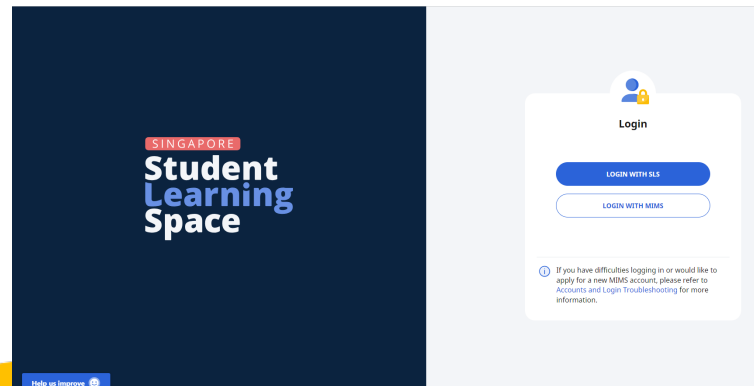 SINGAPORE
Student
Learning
Space
Help us improve
Login
LOGIN WITH SLS
LOGIN WITH MIMS
If you have difficulties logging in or would like to
apply for a new MIMS account, please refer to
Accounts and Login Troubleshooting for more
information.